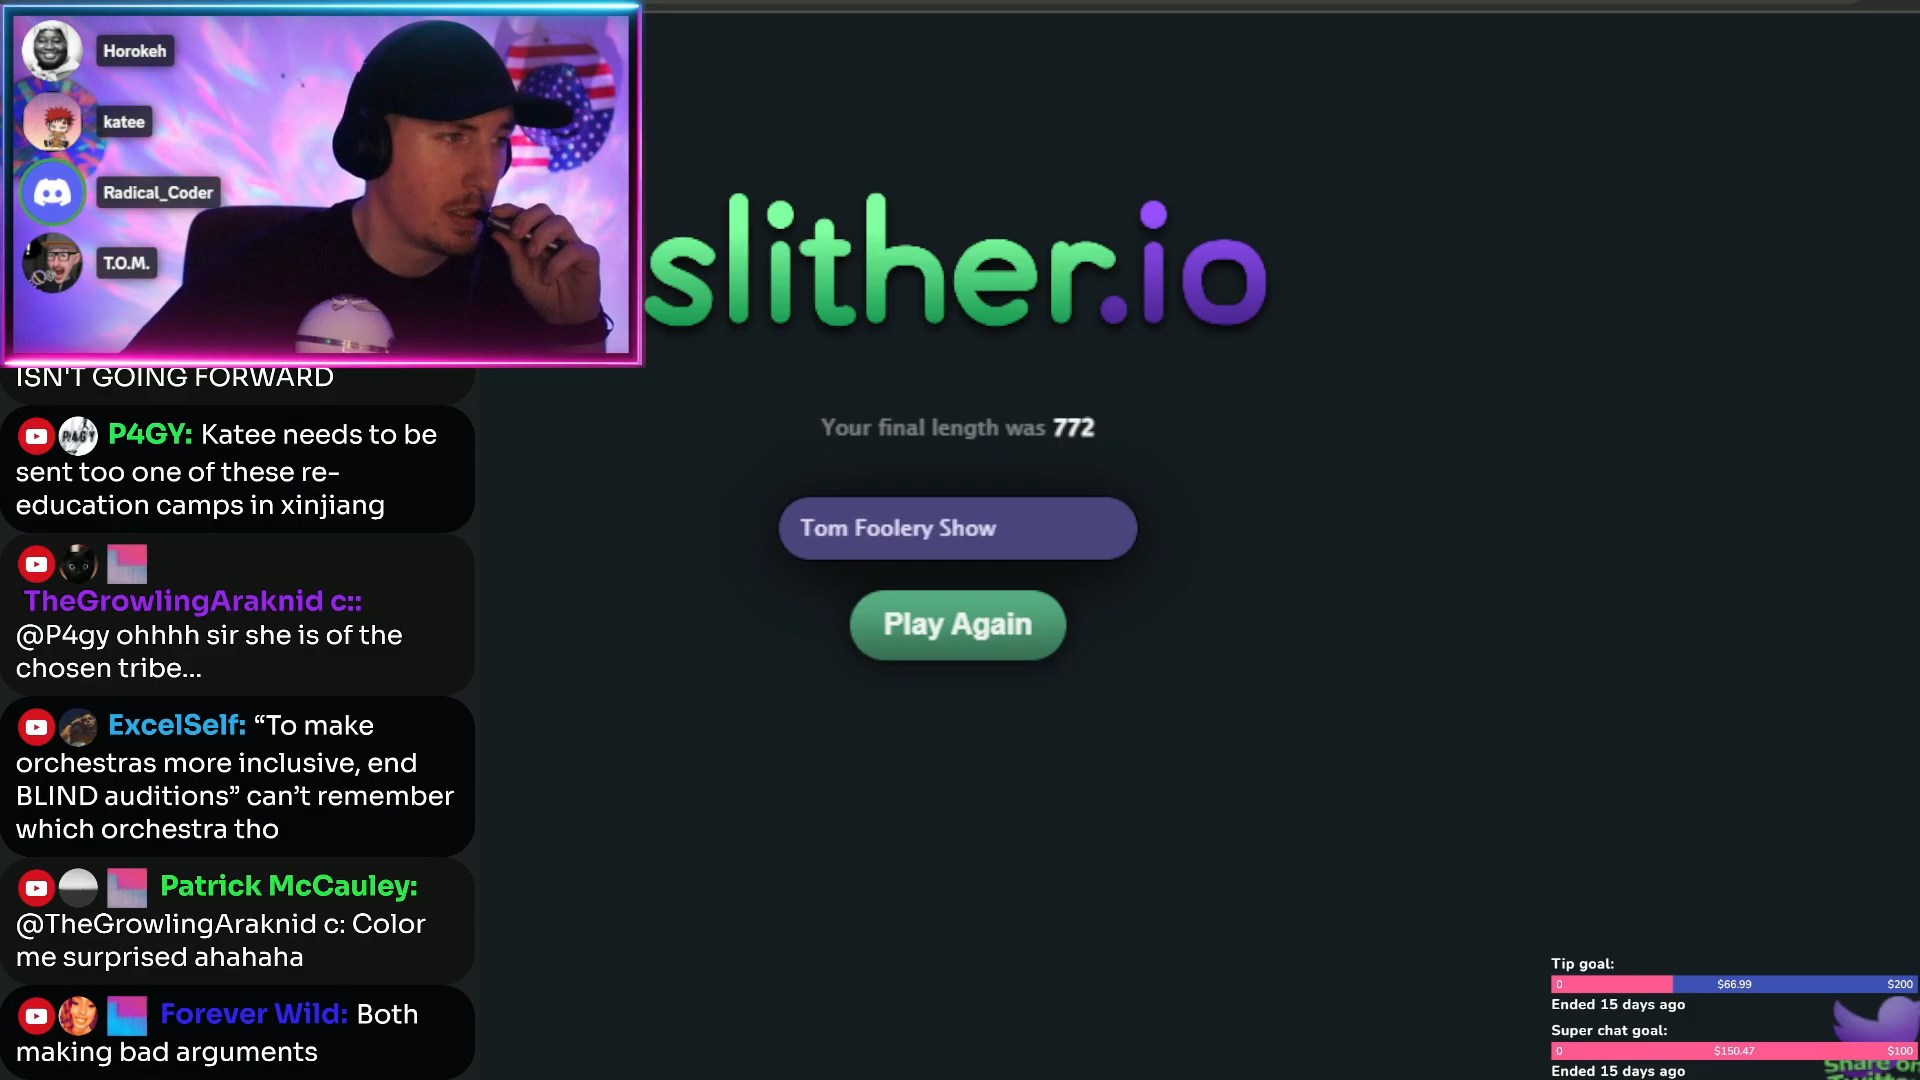 Horokeh
katee
Radical_Coder
T.O.M.
slither.io
Your final length was 772
Tom Foolery Show
Play Again
ISN'T GOING FORWARD
P4GY: Katee needs to be
sent too one of these re-
education camps in xinjiang
TheGrowlingAraknid c::
@P4gy ohhhh sir she is of the
chosen tribe...
ExcelSelf: “To make
orchestras more inclusive, end
BLIND auditions” can’t remember
which orchestra tho
Patrick McCauley:
@TheGrowlingAraknid c: Color
me surprised ahahaha
Forever Wild: Both
making bad arguments
Tip goal:
0 $66.99 $200
Ended 15 days ago
Super chat goal:
0 $150.47 $100
Ended 15 days ago
Share on